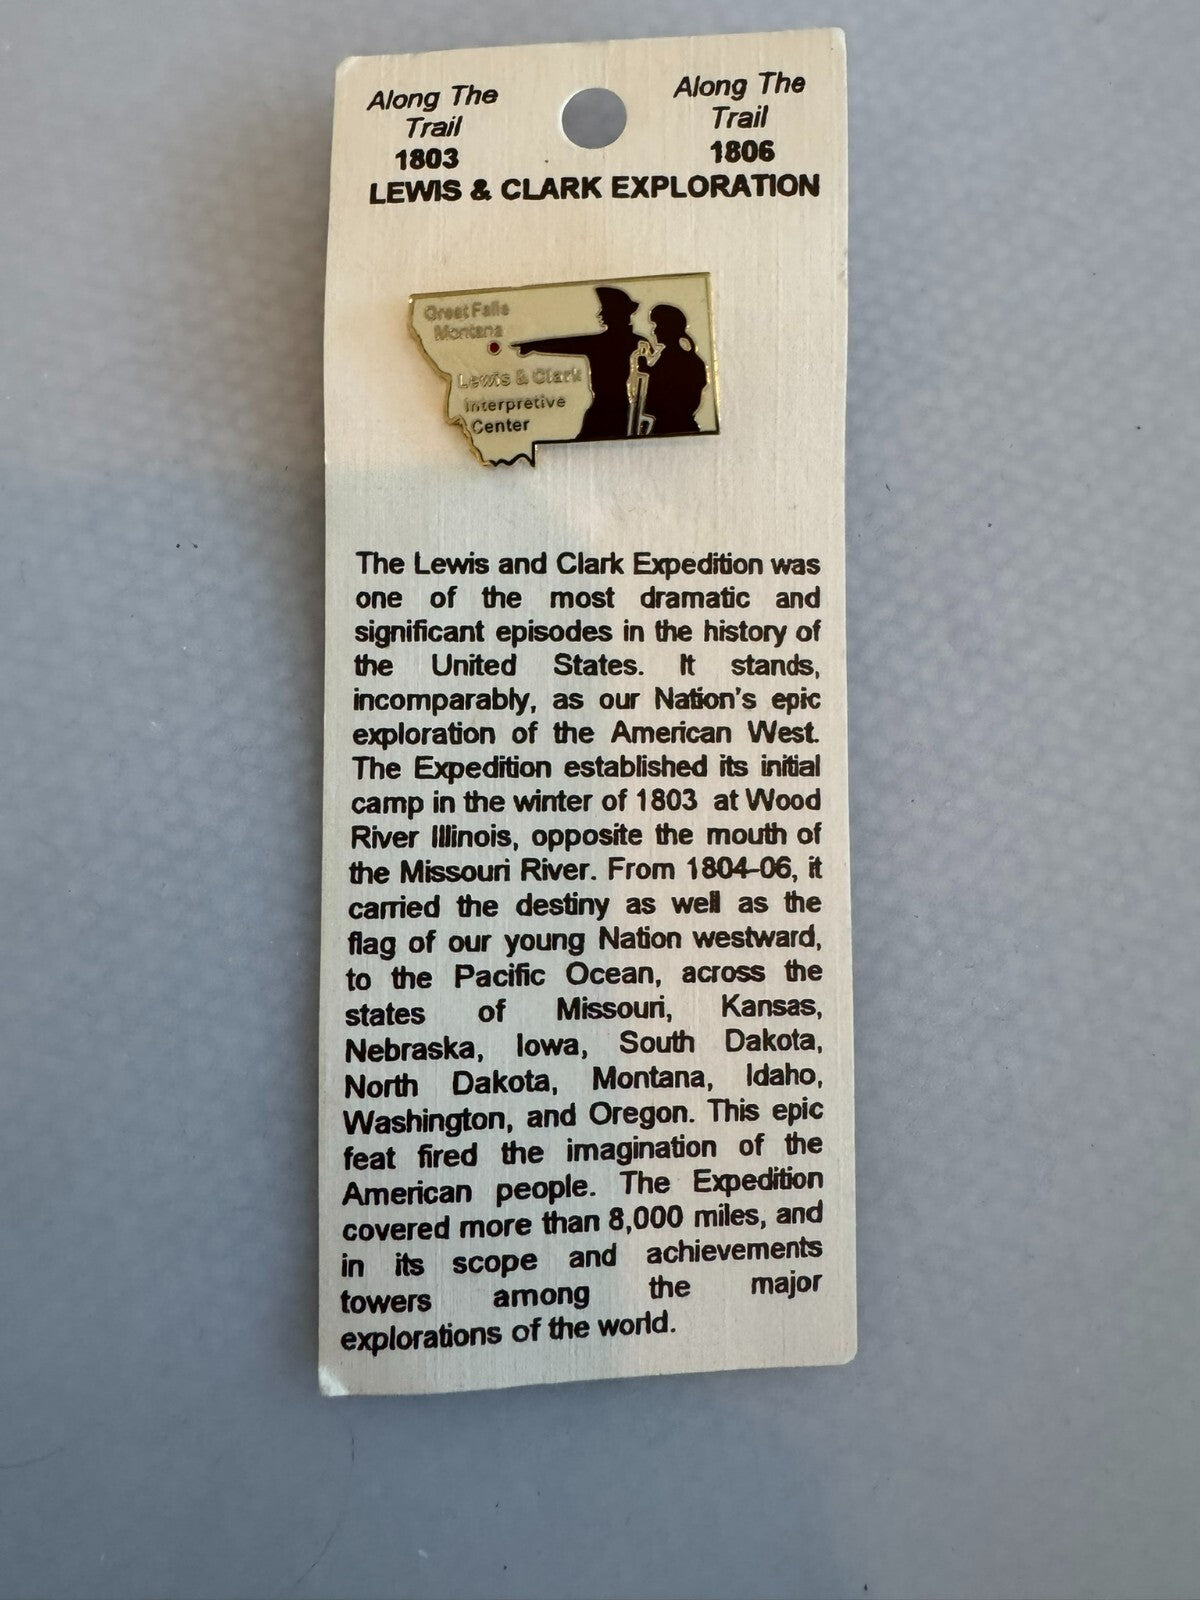 Along The
Trail
1803
Along The
Trail
1806
LEWIS & CLARK EXPLORATION
Great Falls
Montana
Lewis & Clark
Interpretive
Center
The Lewis and Clark Expedition was
one of the most dramatic and
significant episodes in the history of
the United States. It stands,
incomparably, as our Nation's epic
exploration of the American West.
The Expedition established its initial
camp in the winter of 1803 at Wood
River Illinois, opposite the mouth of
the Missouri River. From 1804-06, it
carried the destiny as well as the
flag of our young Nation westward,
to the Pacific Ocean, across the
states of Missouri, Kansas,
Nebraska, Iowa, South Dakota,
North Dakota, Montana, Idaho,
Washington, and Oregon. This epic
feat fired the imagination of the
American people. The Expedition
covered more than 8,000 miles, and
in its scope and achievements
towers among the major
explorations of the world.